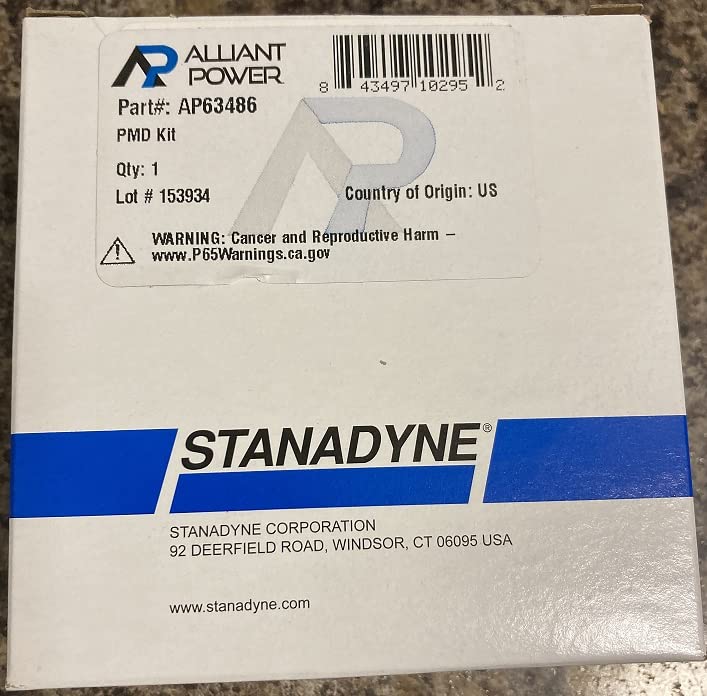 ALLIANT
POWER
8 43497 10295 2
Part#: AP63486
PMD Kit
Qty: 1
Lot # 153934
Country of Origin: US
WARNING: Cancer and Reproductive Harm –
www.P65Warnings.ca.gov
STANADYNE®
STANADYNE CORPORATION
92 DEERFIELD ROAD, WINDSOR, CT 06095 USA
www.stanadyne.com